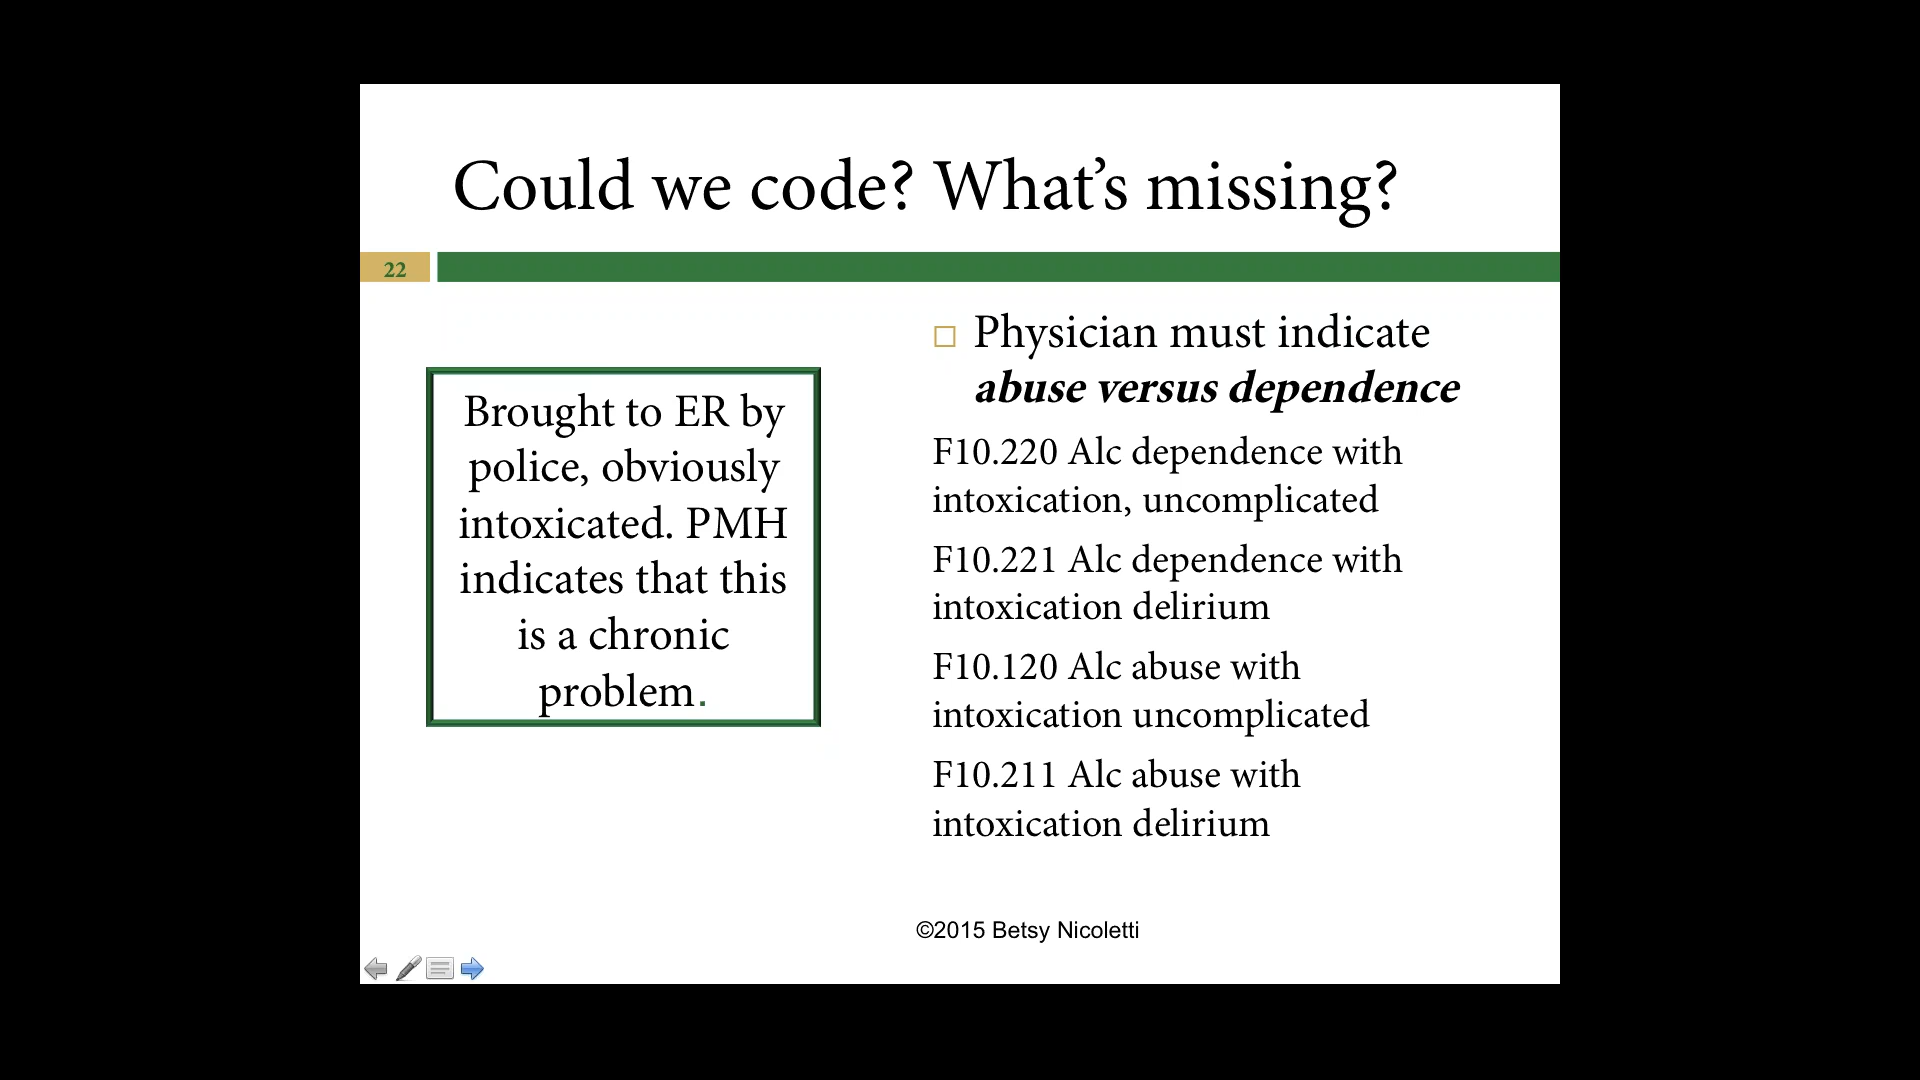 Could we code? What's missing?
22
Brought to ER by
police, obviously
intoxicated. PMH
indicates that this
is a chronic
problem.
Physician must indicate
abuse versus dependence
F10.220 Alc dependence with
intoxication, uncomplicated
F10.221 Alc dependence with
intoxication delirium
F10.120 Alc abuse with
intoxication uncomplicated
F10.211 Alc abuse with
intoxication delirium
©2015 Betsy Nicoletti